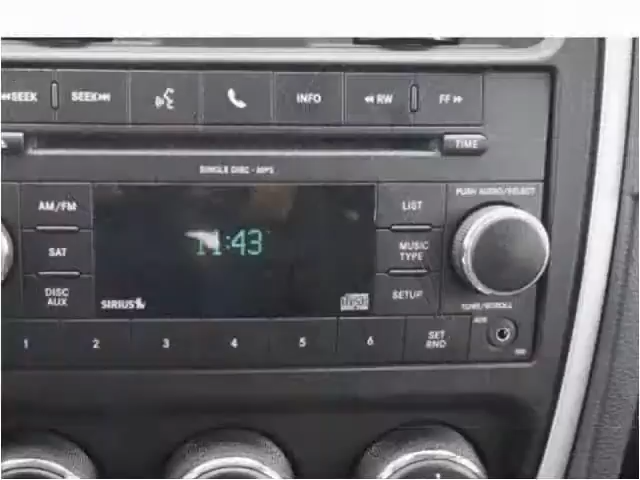 SEEK SEEK INFO RW FF
TIME
SINGLE DISC - MP3
AM/FM LIST PUSH AUDIO/SELECT
11:43
SAT MUSIC
TYPE
DISC
AUX SETUP
SIRIUS disc TUNE/SCROLL
1 2 3 4 5 6 SET
RND AUX